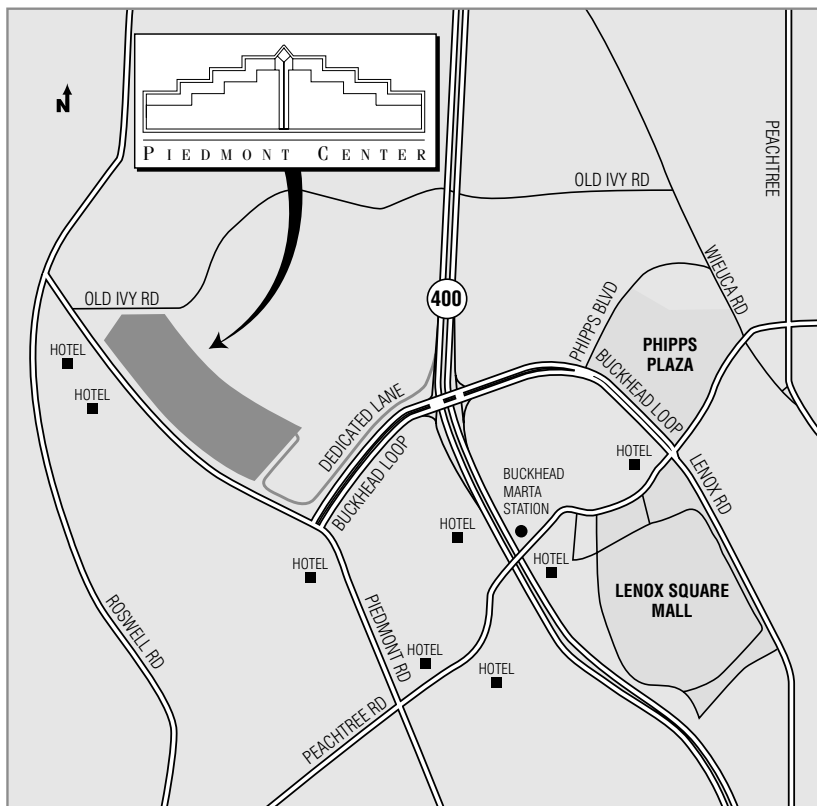 N
PIEDMONT CENTER
PEACHTREE
OLD IVY RD
WIEUCA RD
OLD IVY RD
400
PHIPPS BLVD
PHIPPS
PLAZA
HOTEL
HOTEL
BUCKHEAD LOOP
DEDICATED LANE
BUCKHEAD LOOP
HOTEL
LENOX RD
BUCKHEAD
MARTA
STATION
HOTEL
HOTEL
HOTEL
LENOX SQUARE
MALL
ROSWELL RD
PIEDMONT RD
HOTEL
HOTEL
PEACHTREE RD